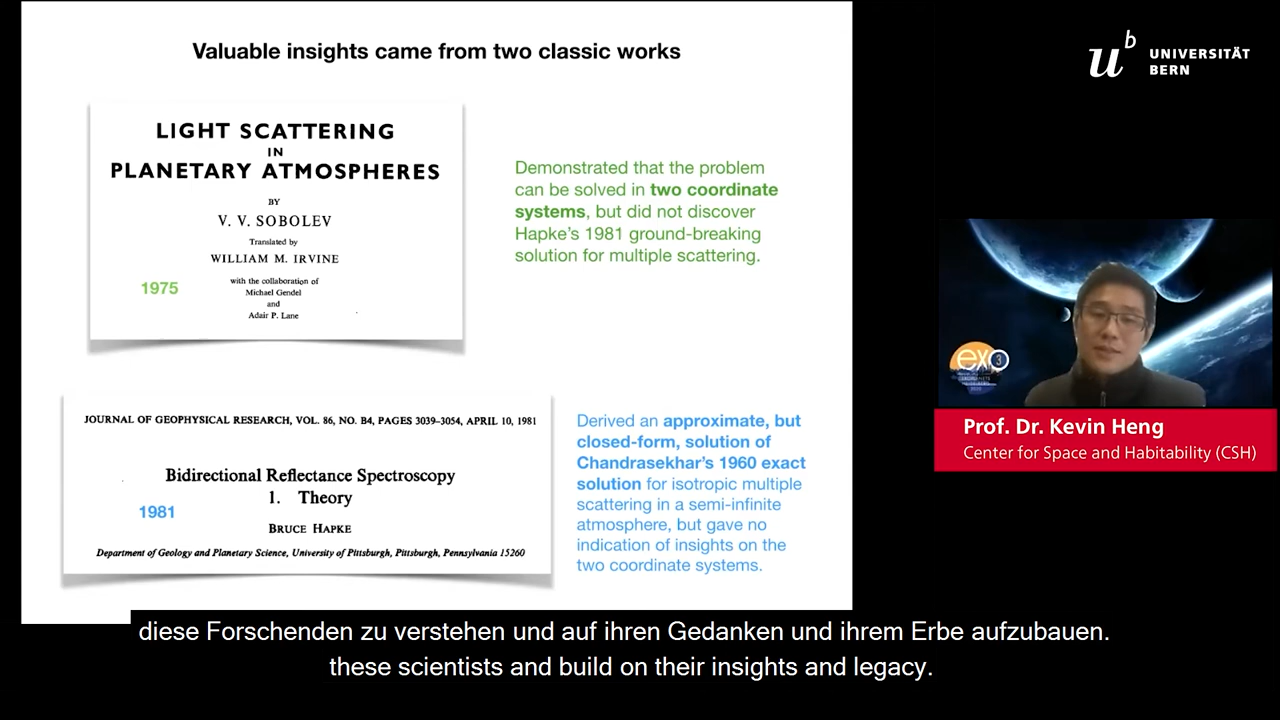 Valuable insights came from two classic works
LIGHT SCATTERING
IN
PLANETARY ATMOSPHERES
BY
V. V. SOBOLEV
Translated by
WILLIAM M. IRVINE
with the collaboration of
Michael Gendel
and
Adair P. Lane
1975
Demonstrated that the problem
can be solved in two coordinate
systems, but did not discover
Hapke's 1981 ground-breaking
solution for multiple scattering.
JOURNAL OF GEOPHYSICAL RESEARCH, VOL. 86, NO. B4, PAGES 3039–3054, APRIL 10, 1981
Bidirectional Reflectance Spectroscopy
1. Theory
1981
BRUCE HAPKE
Department of Geology and Planetary Science, University of Pittsburgh, Pittsburgh, Pennsylvania 15260
Derived an approximate, but
closed-form, solution of
Chandrasekhar's 1960 exact
solution for isotropic multiple
scattering in a semi-infinite
atmosphere, but gave no
indication of insights on the
two coordinate systems.
u b UNIVERSITÄT
BERN
exo 3
Prof. Dr. Kevin Heng
Center for Space and Habitability (CSH)
diese Forschenden zu verstehen und auf ihren Gedanken und ihrem Erbe aufzubauen.
these scientists and build on their insights and legacy.